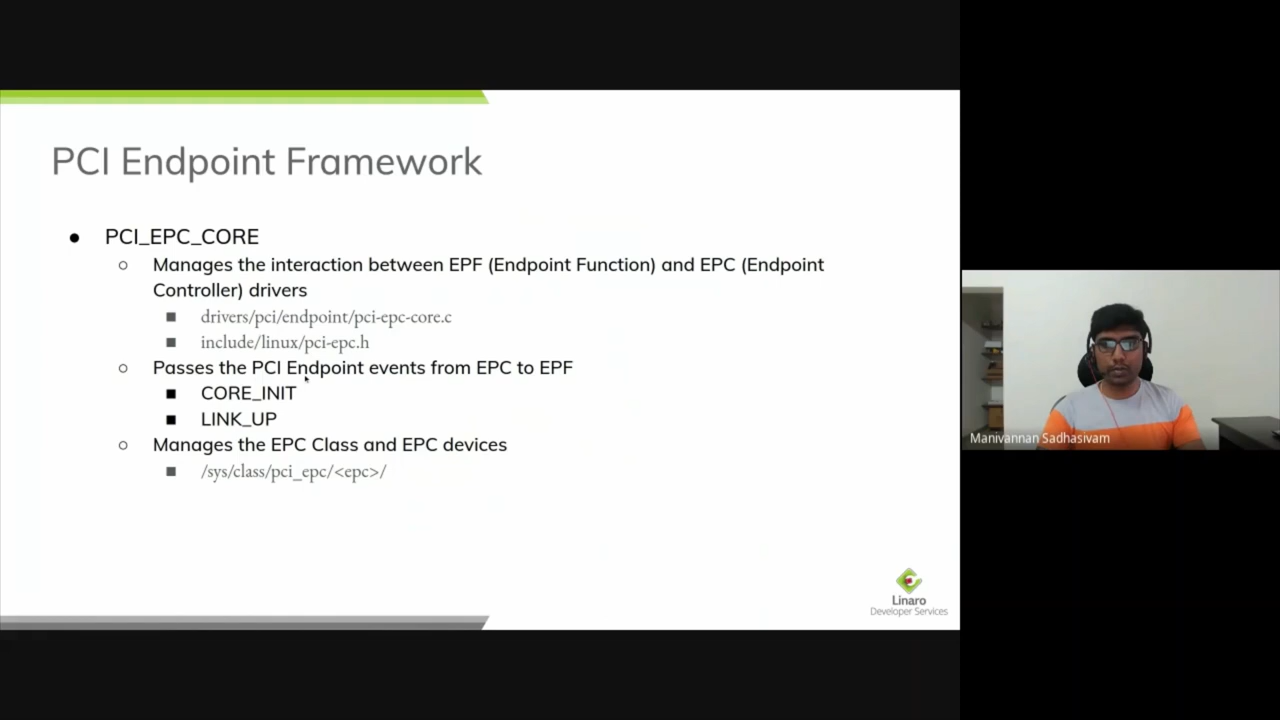 PCI Endpoint Framework
● PCI_EPC_CORE
○ Manages the interaction between EPF (Endpoint Function) and EPC (Endpoint
Controller) drivers
■ drivers/pci/endpoint/pci-epc-core.c
■ include/linux/pci-epc.h
○ Passes the PCI Endpoint events from EPC to EPF
■ CORE_INIT
■ LINK_UP
○ Manages the EPC Class and EPC devices
■ /sys/class/pci_epc/<epc>/
Linaro
Developer Services
Manivannan Sadhasivam